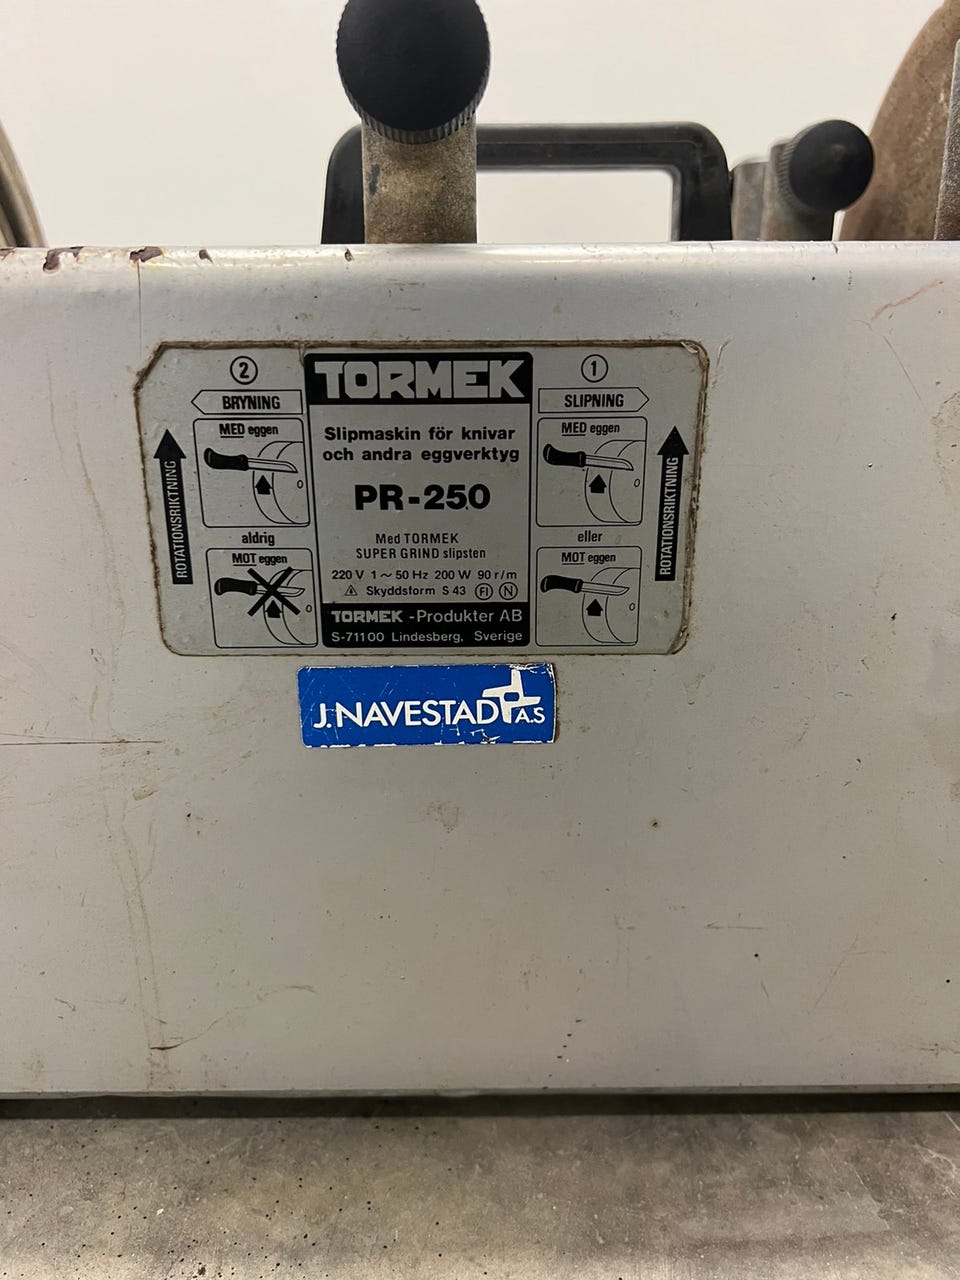 2
BRYNING
MED eggen
O
aldrig
MOT eggen
O
ROTATIONSRIKTNING
TORMEK
Slipmaskin för knivar
och andra eggverktyg
PR-250
Med TORMEK
SUPER GRIND slipsten
220 V 1~50 Hz 200 W 90 r/m
Skyddsform S 43 FI N
TORMEK-Produkter AB
S-711 00 Lindesberg, Sverige
1
SLIPNING
MED eggen
O
eller
MOT eggen
O
ROTATIONSRIKTNING
J.NAVESTAD A.S